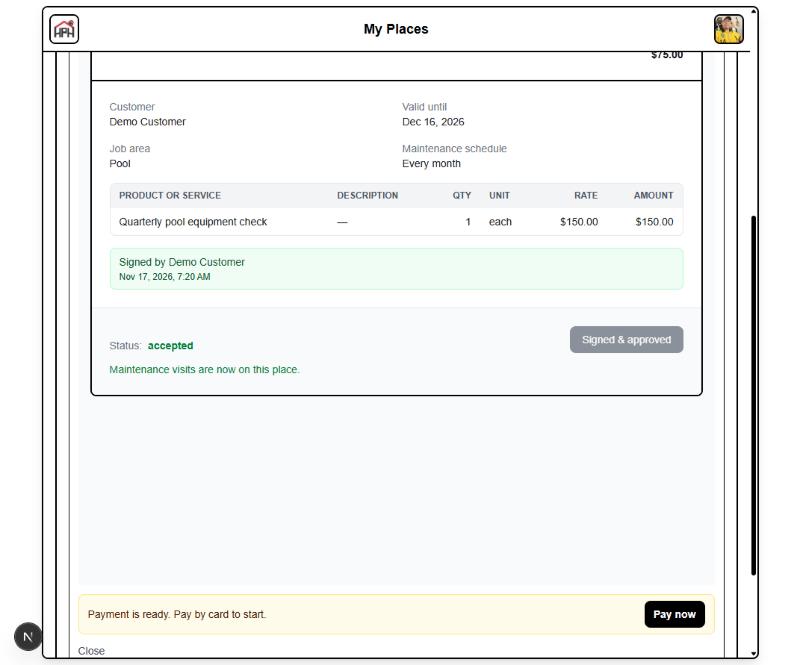 HPH
My Places
$75.00
Customer
Demo Customer
Valid until
Dec 16, 2026
Job area
Pool
Maintenance schedule
Every month
PRODUCT OR SERVICE DESCRIPTION QTY UNIT RATE AMOUNT
Quarterly pool equipment check — 1 each $150.00 $150.00
Signed by Demo Customer
Nov 17, 2026, 7:20 AM
Status: accepted
Signed & approved
Maintenance visits are now on this place.
Payment is ready. Pay by card to start.
Pay now
N
Close